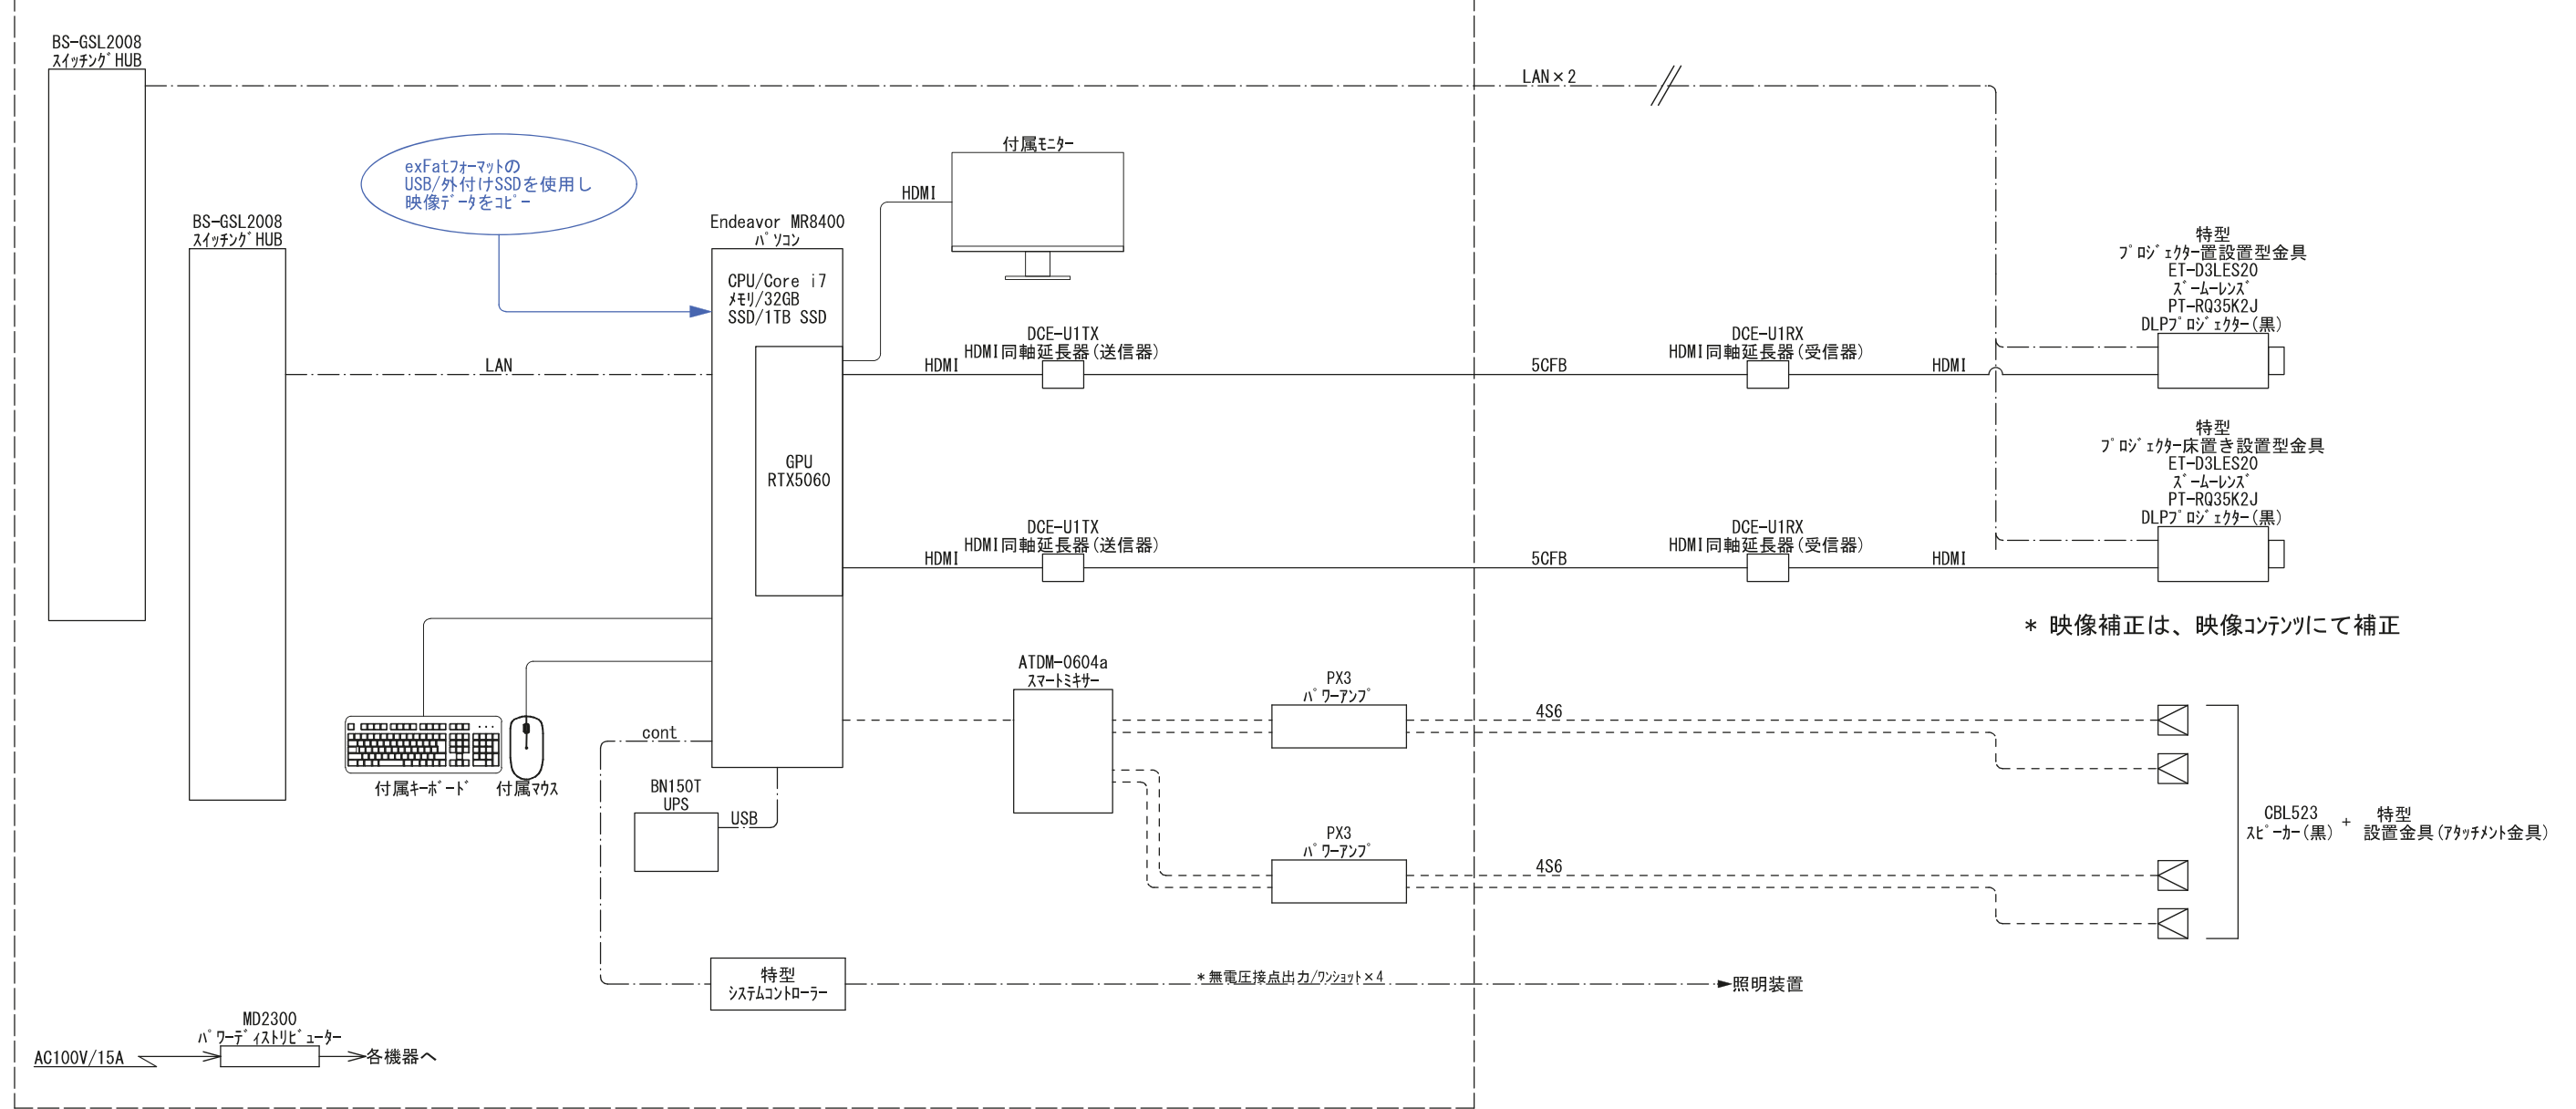 BS-GSL2008
ｽｲｯﾁﾝｸﾞHUB
LAN×2
付属ﾓﾆﾀｰ
exFatﾌｫｰﾏｯﾄの
USB/外付けSSDを使用し
映像ﾃﾞｰﾀをｺﾋﾟｰ
HDMI
BS-GSL2008
ｽｲｯﾁﾝｸﾞHUB
Endeavor MR8400
ﾊﾟｿｺﾝ
CPU/Core i7
ﾒﾓﾘ/32GB
SSD/1TB SSD
特型
ﾌﾟﾛｼﾞｪｸﾀｰ置設置型金具
ET-D3LES20
ｽﾞｰﾑｰﾚﾝｽﾞ
PT-RQ35K2J
DLPﾌﾟﾛｼﾞｪｸﾀｰ(黒)
LAN
HDMI
DCE-U1TX
HDMI同軸延長器(送信器)
5CFB
DCE-U1RX
HDMI同軸延長器(受信器)
HDMI
GPU
RTX5060
特型
ﾌﾟﾛｼﾞｪｸﾀｰ床置き設置型金具
ET-D3LES20
ｽﾞｰﾑｰﾚﾝｽﾞ
PT-RQ35K2J
DLPﾌﾟﾛｼﾞｪｸﾀｰ(黒)
HDMI
DCE-U1TX
HDMI同軸延長器(送信器)
5CFB
DCE-U1RX
HDMI同軸延長器(受信器)
HDMI
* 映像補正は、映像ｺﾝﾃﾝﾂにて補正
ATDM-0604a
ｽﾏｰﾄﾐｷｻｰ
PX3
ﾊﾟﾜｰｱﾝﾌﾟ
4S6
cont
付属ｷｰﾎﾞｰﾄﾞ
付属ﾏｳｽ
BN150T
UPS
USB
PX3
ﾊﾟﾜｰｱﾝﾌﾟ
4S6
CBL523
ｽﾋﾟｰｶｰ(黒)
+
特型
設置金具(ｱﾀｯﾁﾒﾝﾄ金具)
特型
ｼｽﾃﾑｺﾝﾄﾛｰﾗｰ
*無電圧接点出力/ﾜﾝｼｮｯﾄ×4
照明装置
MD2300
ﾊﾟﾜｰﾃﾞｨｽﾄﾘﾋﾞｭｰﾀｰ
AC100V/15A
各機器へ